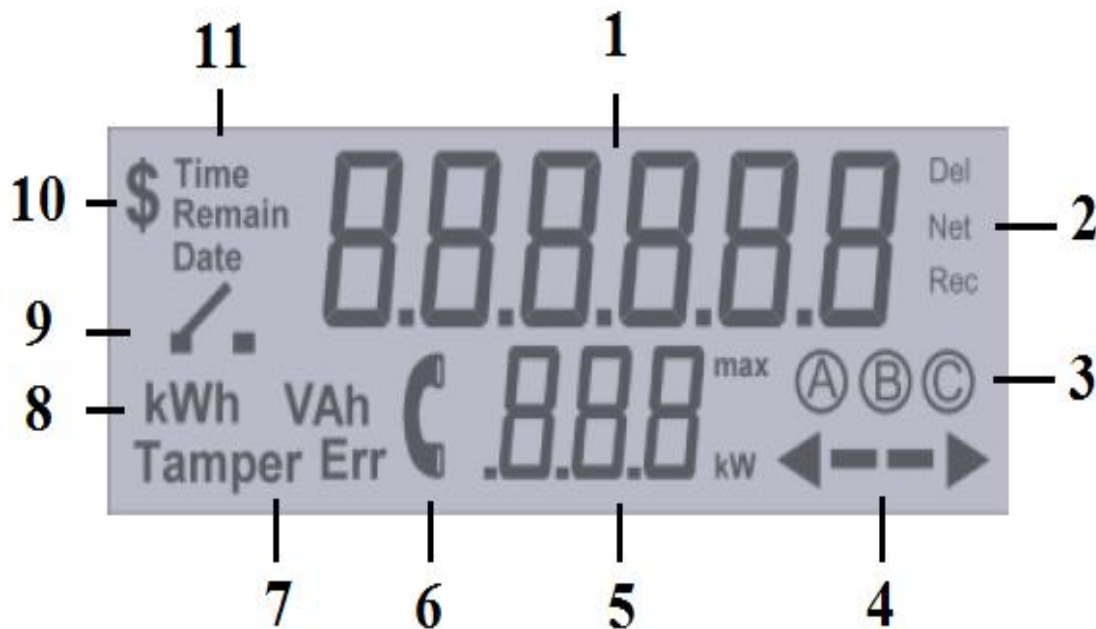 11
1
10
$
Time
Remain
Date
8.8.8.8.8.8
Del
Net
Rec
2
9
8
kWh VAh
Tamper Err
.8.8.8
max
kW
A B C
3
7
6
5
4